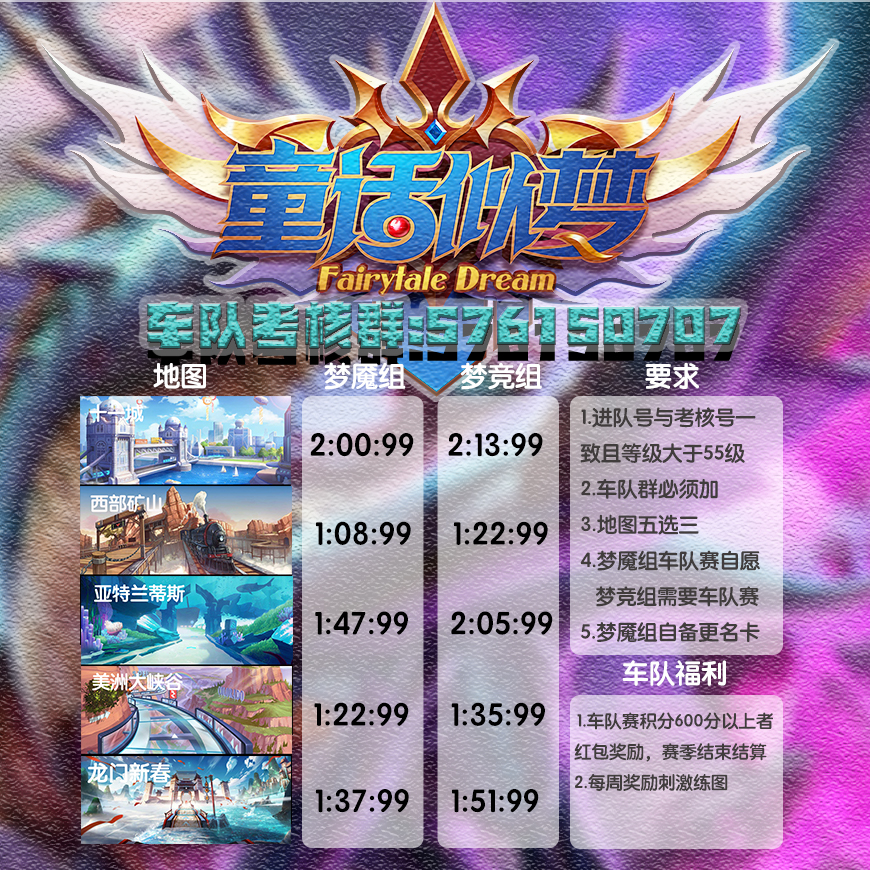 童话似梦
Fairytale Dream
车队考核群:576150707
地图 梦魇组 梦竞组 要求
十一城 2:00:99 2:13:99
西部矿山 1:08:99 1:22:99
亚特兰蒂斯 1:47:99 2:05:99
美洲大峡谷 1:22:99 1:35:99
龙门新春 1:37:99 1:51:99
1.进队号与考核号一
致且等级大于55级
2.车队群必须加
3.地图五选三
4.梦魇组车队赛自愿
梦竞组需要车队赛
5.梦魇组自备更名卡
车队福利
1.车队赛积分600分以上者
红包奖励，赛季结束结算
2.每周奖励刺激练图